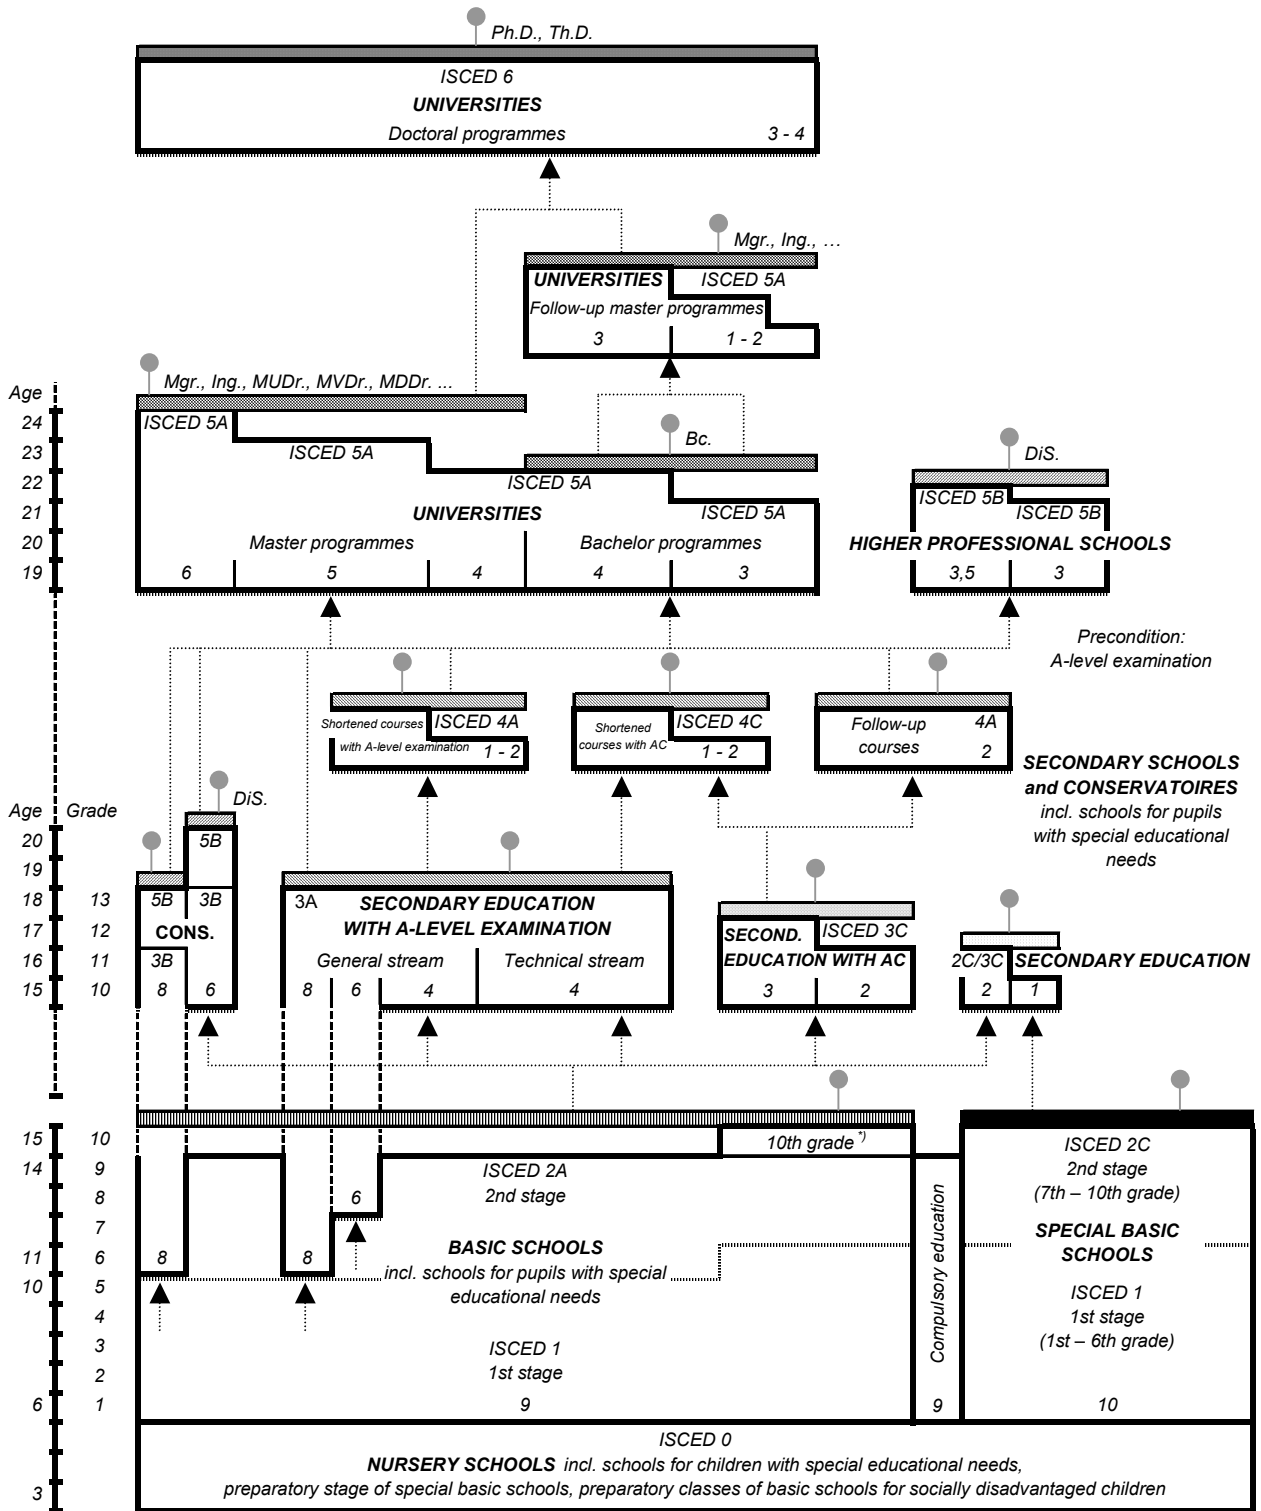 Ph.D., Th.D.
ISCED 6
UNIVERSITIES
Doctoral programmes 3 - 4
Mgr., Ing., …
UNIVERSITIES ISCED 5A
Follow-up master programmes
3 1 - 2
Mgr., Ing., MUDr., MVDr., MDDr. ...
Age
24 ISCED 5A
23 ISCED 5A Bc. DiS.
22 ISCED 5A ISCED 5B
21 UNIVERSITIES ISCED 5A ISCED 5B
20 Master programmes Bachelor programmes HIGHER PROFESSIONAL SCHOOLS
19 6 5 4 4 3 3,5 3
Precondition:
A-level examination
Shortened courses ISCED 4A
with A-level examination 1 - 2
Shortened ISCED 4C
courses with AC 1 - 2
Follow-up 4A
courses 2
SECONDARY SCHOOLS
and CONSERVATOIRES
incl. schools for pupils
with special educational
needs
DiS.
Age Grade
20 5B
19
18 13 5B 3B 3A SECONDARY EDUCATION
17 12 CONS. WITH A-LEVEL EXAMINATION SECOND. ISCED 3C
16 11 3B General stream Technical stream EDUCATION WITH AC 2C/3C SECONDARY EDUCATION
15 10 8 6 8 6 4 4 3 2 2 1
15 10 10th grade *) ISCED 2C
14 9 ISCED 2A 2nd stage
8 6 2nd stage (7th – 10th grade)
7
11 6 8 8 BASIC SCHOOLS SPECIAL BASIC
SCHOOLS
10 5 incl. schools for pupils with special
educational needs ISCED 1
4 1st stage
3 ISCED 1 (1st – 6th grade)
2 1st stage
Compulsory education
6 1 9 9 10
ISCED 0
NURSERY SCHOOLS incl. schools for children with special educational needs,
3 preparatory stage of special basic schools, preparatory classes of basic schools for socially disadvantaged children